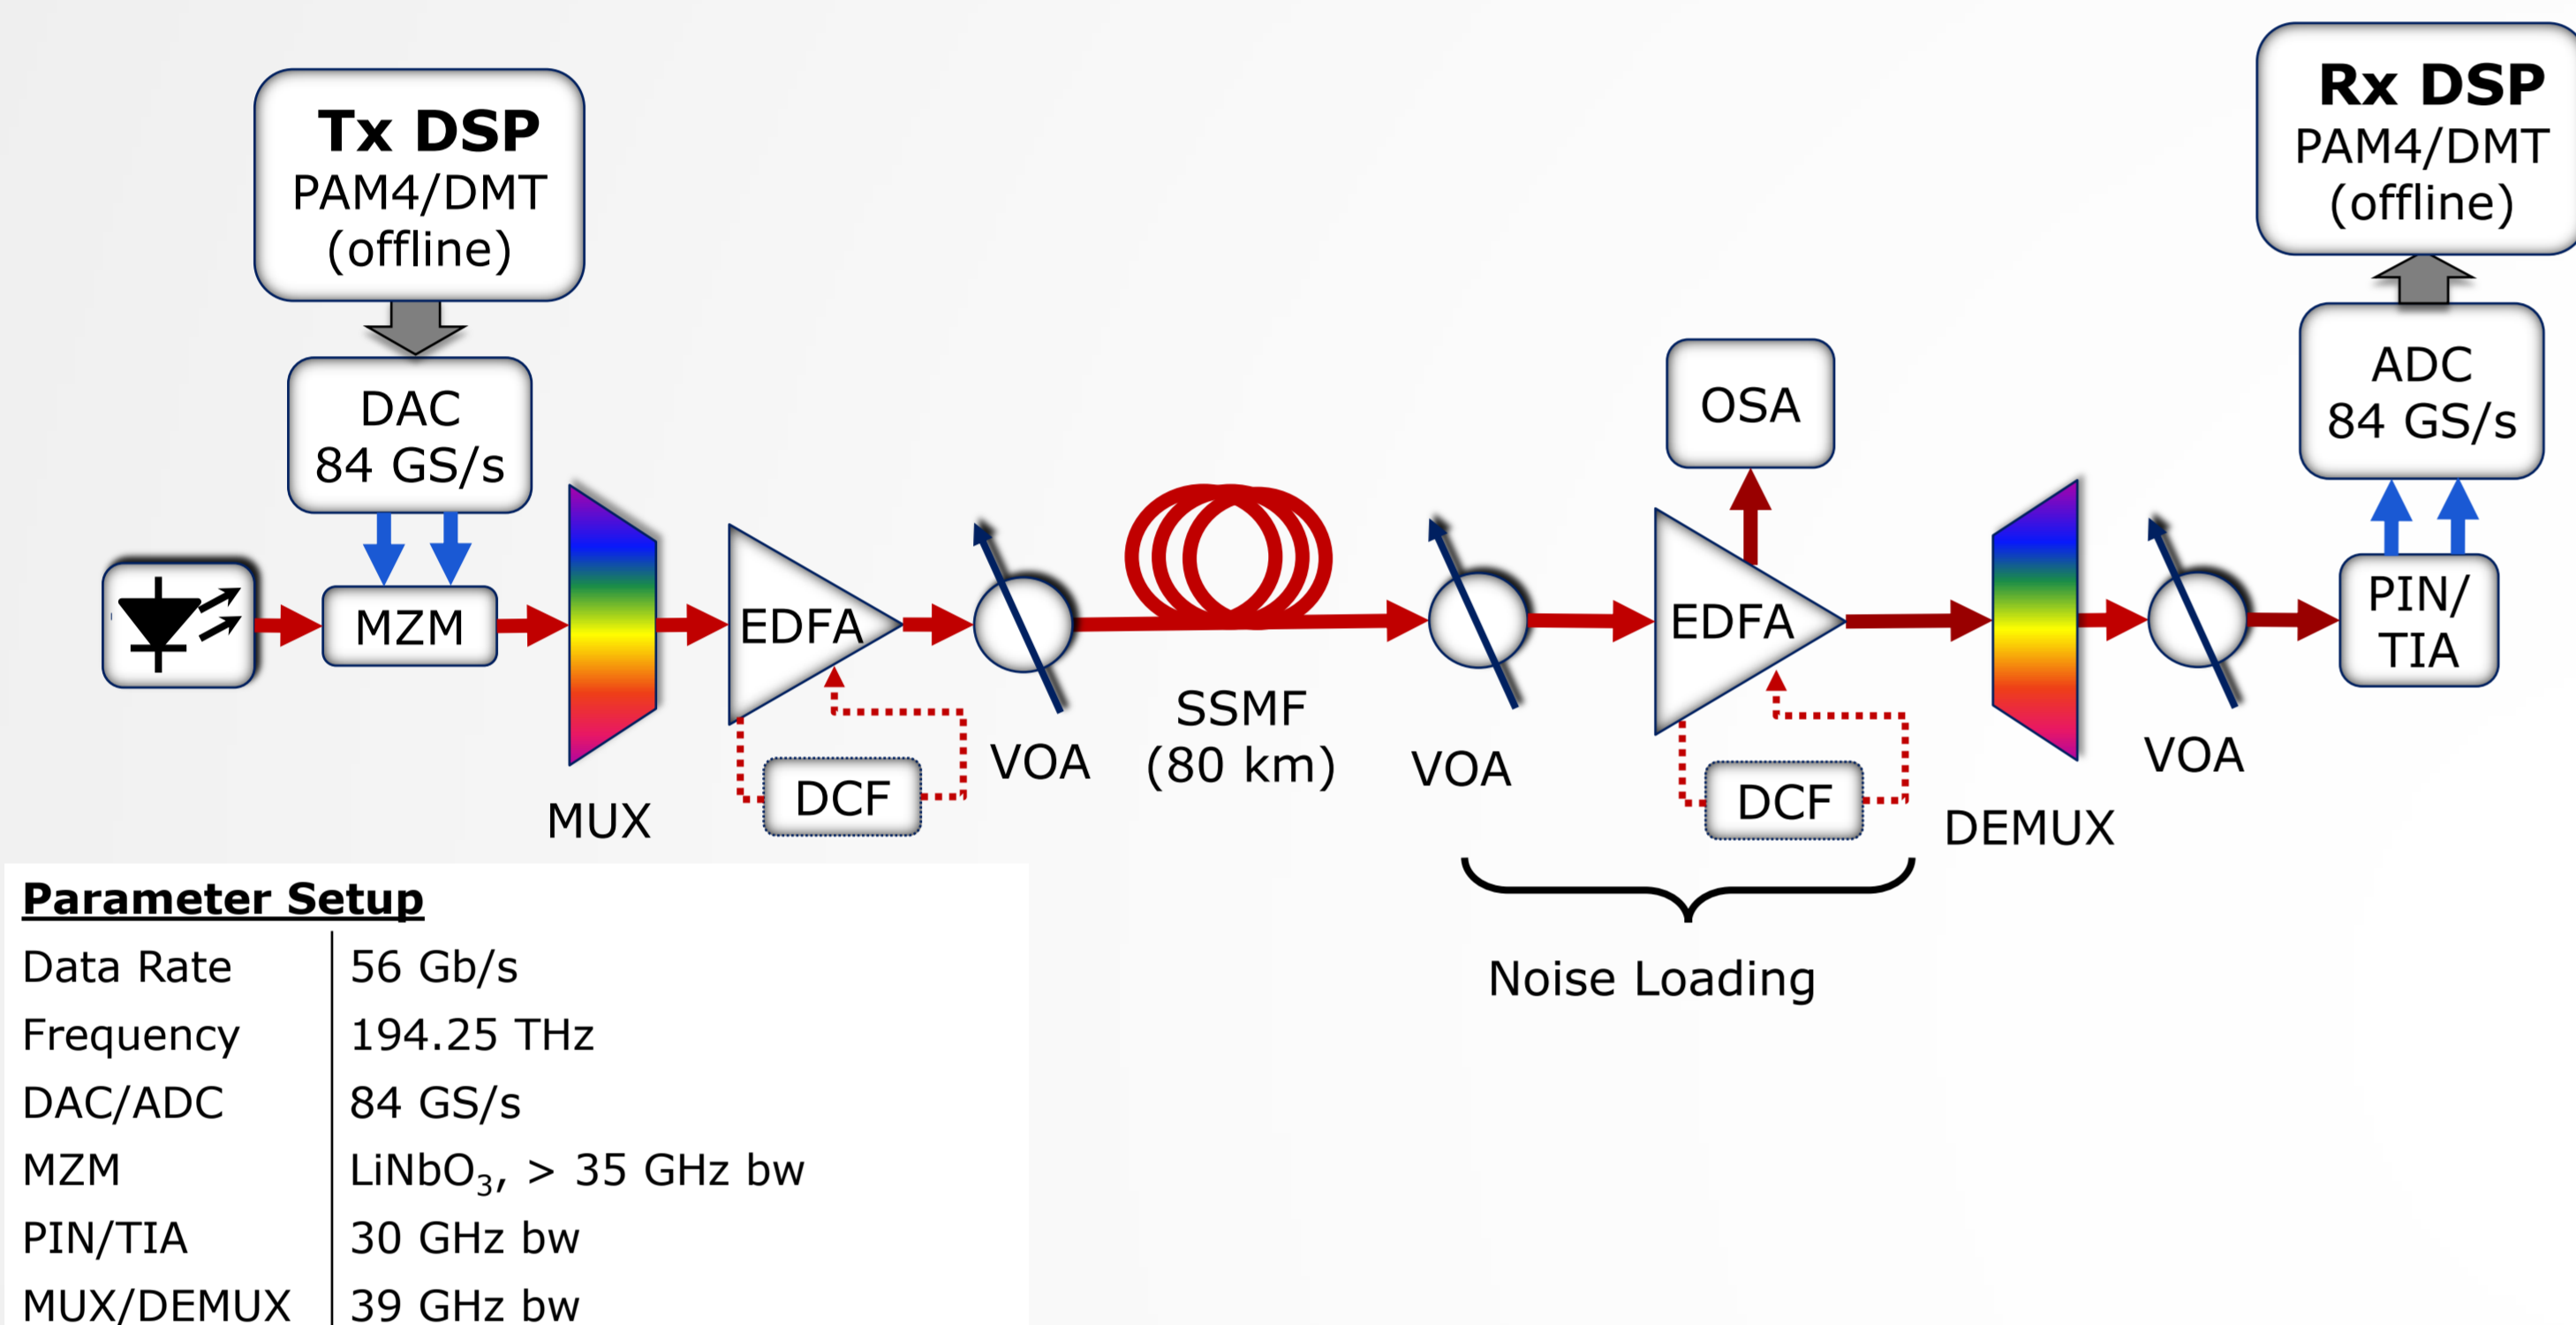 Tx DSP
PAM4/DMT
(offline)
DAC
84 GS/s
MZM
MUX
EDFA
DCF
VOA
SSMF
(80 km)
VOA
OSA
EDFA
DCF
Noise Loading
DEMUX
VOA
Rx DSP
PAM4/DMT
(offline)
ADC
84 GS/s
PIN/
TIA
Parameter Setup
Data Rate 56 Gb/s
Frequency 194.25 THz
DAC/ADC 84 GS/s
MZM LiNbO₃, > 35 GHz bw
PIN/TIA 30 GHz bw
MUX/DEMUX 39 GHz bw